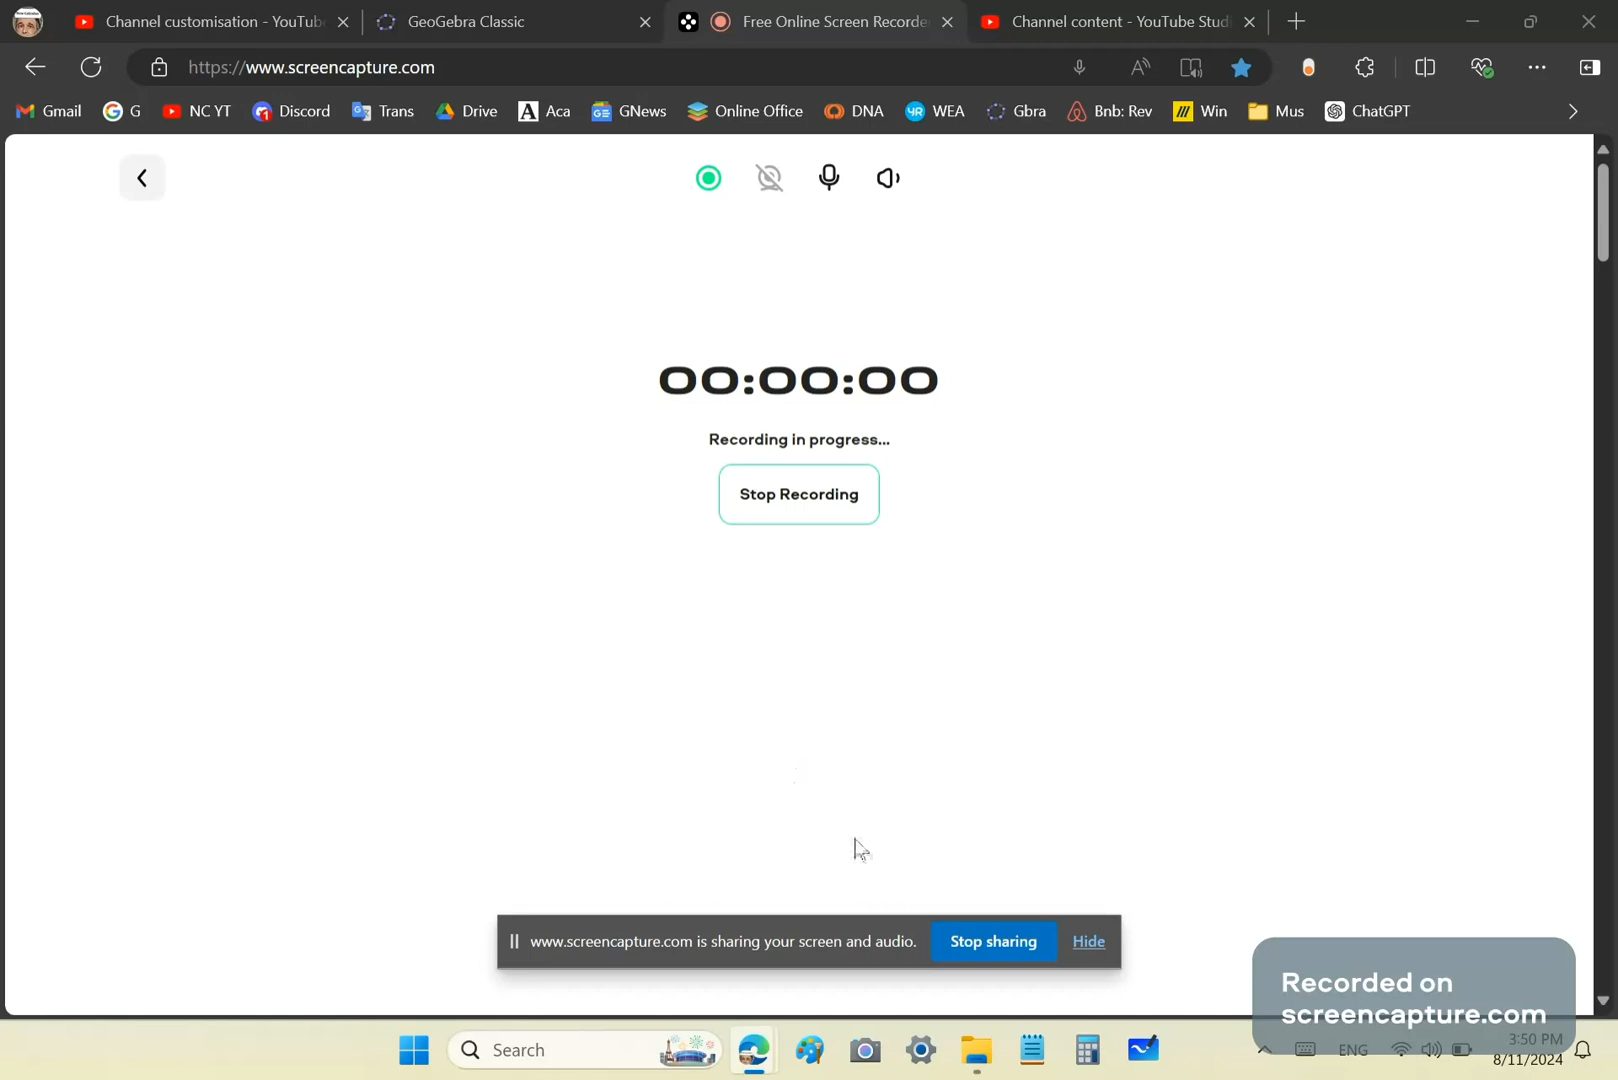 Channel customisation - YouTube
GeoGebra Classic
Free Online Screen Recorde
Channel content - YouTube Studi
https://www.screencapture.com
Gmail
G
NC YT
Discord
Trans
Drive
Aca
GNews
Online Office
DNA
WEA
Gbra
Bnb: Rev
Win
Mus
ChatGPT
00:00:00
Recording in progress...
Stop Recording
www.screencapture.com is sharing your screen and audio.
Stop sharing
Hide
Recorded on
screencapture.com
Search
ENG
3:50 PM
8/11/2024